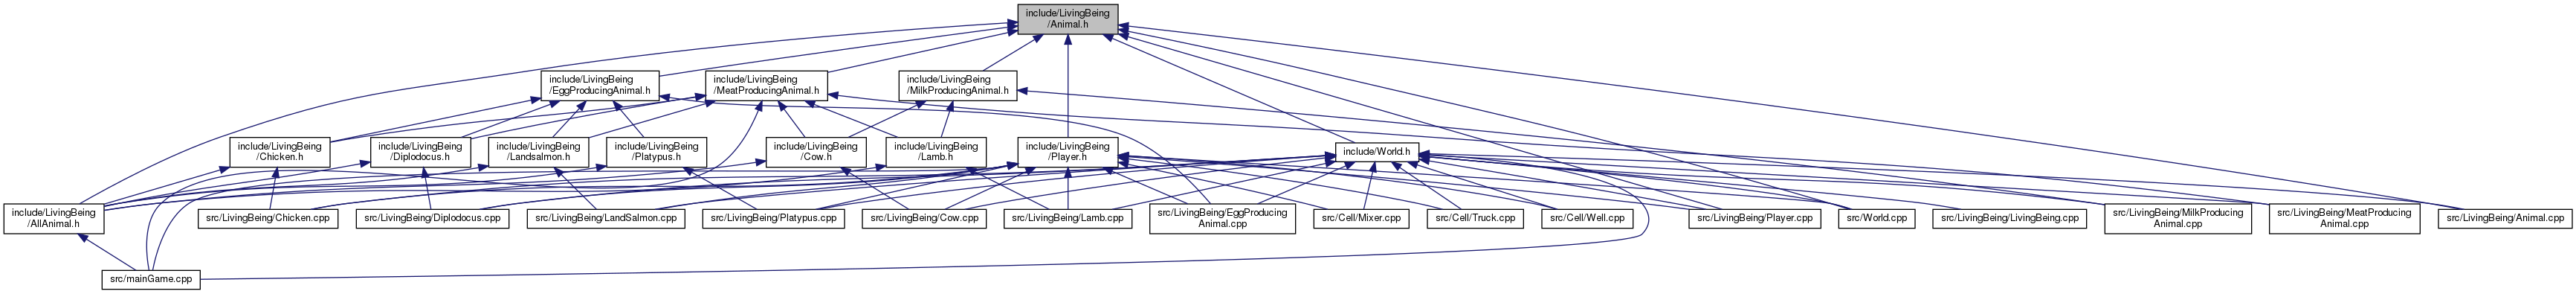 include/LivingBeing
/Animal.h
include/LivingBeing
/EggProducingAnimal.h
include/LivingBeing
/MeatProducingAnimal.h
include/LivingBeing
/MilkProducingAnimal.h
include/LivingBeing
/Chicken.h
include/LivingBeing
/Diplodocus.h
include/LivingBeing
/Landsalmon.h
include/LivingBeing
/Platypus.h
include/LivingBeing
/Cow.h
include/LivingBeing
/Lamb.h
include/LivingBeing
/Player.h
include/World.h
include/LivingBeing
/AllAnimal.h
src/LivingBeing/Chicken.cpp
src/LivingBeing/Diplodocus.cpp
src/LivingBeing/LandSalmon.cpp
src/LivingBeing/Platypus.cpp
src/LivingBeing/Cow.cpp
src/LivingBeing/Lamb.cpp
src/LivingBeing/EggProducing
Animal.cpp
src/Cell/Mixer.cpp
src/Cell/Truck.cpp
src/Cell/Well.cpp
src/LivingBeing/Player.cpp
src/World.cpp
src/LivingBeing/LivingBeing.cpp
src/LivingBeing/MilkProducing
Animal.cpp
src/LivingBeing/MeatProducing
Animal.cpp
src/LivingBeing/Animal.cpp
src/mainGame.cpp